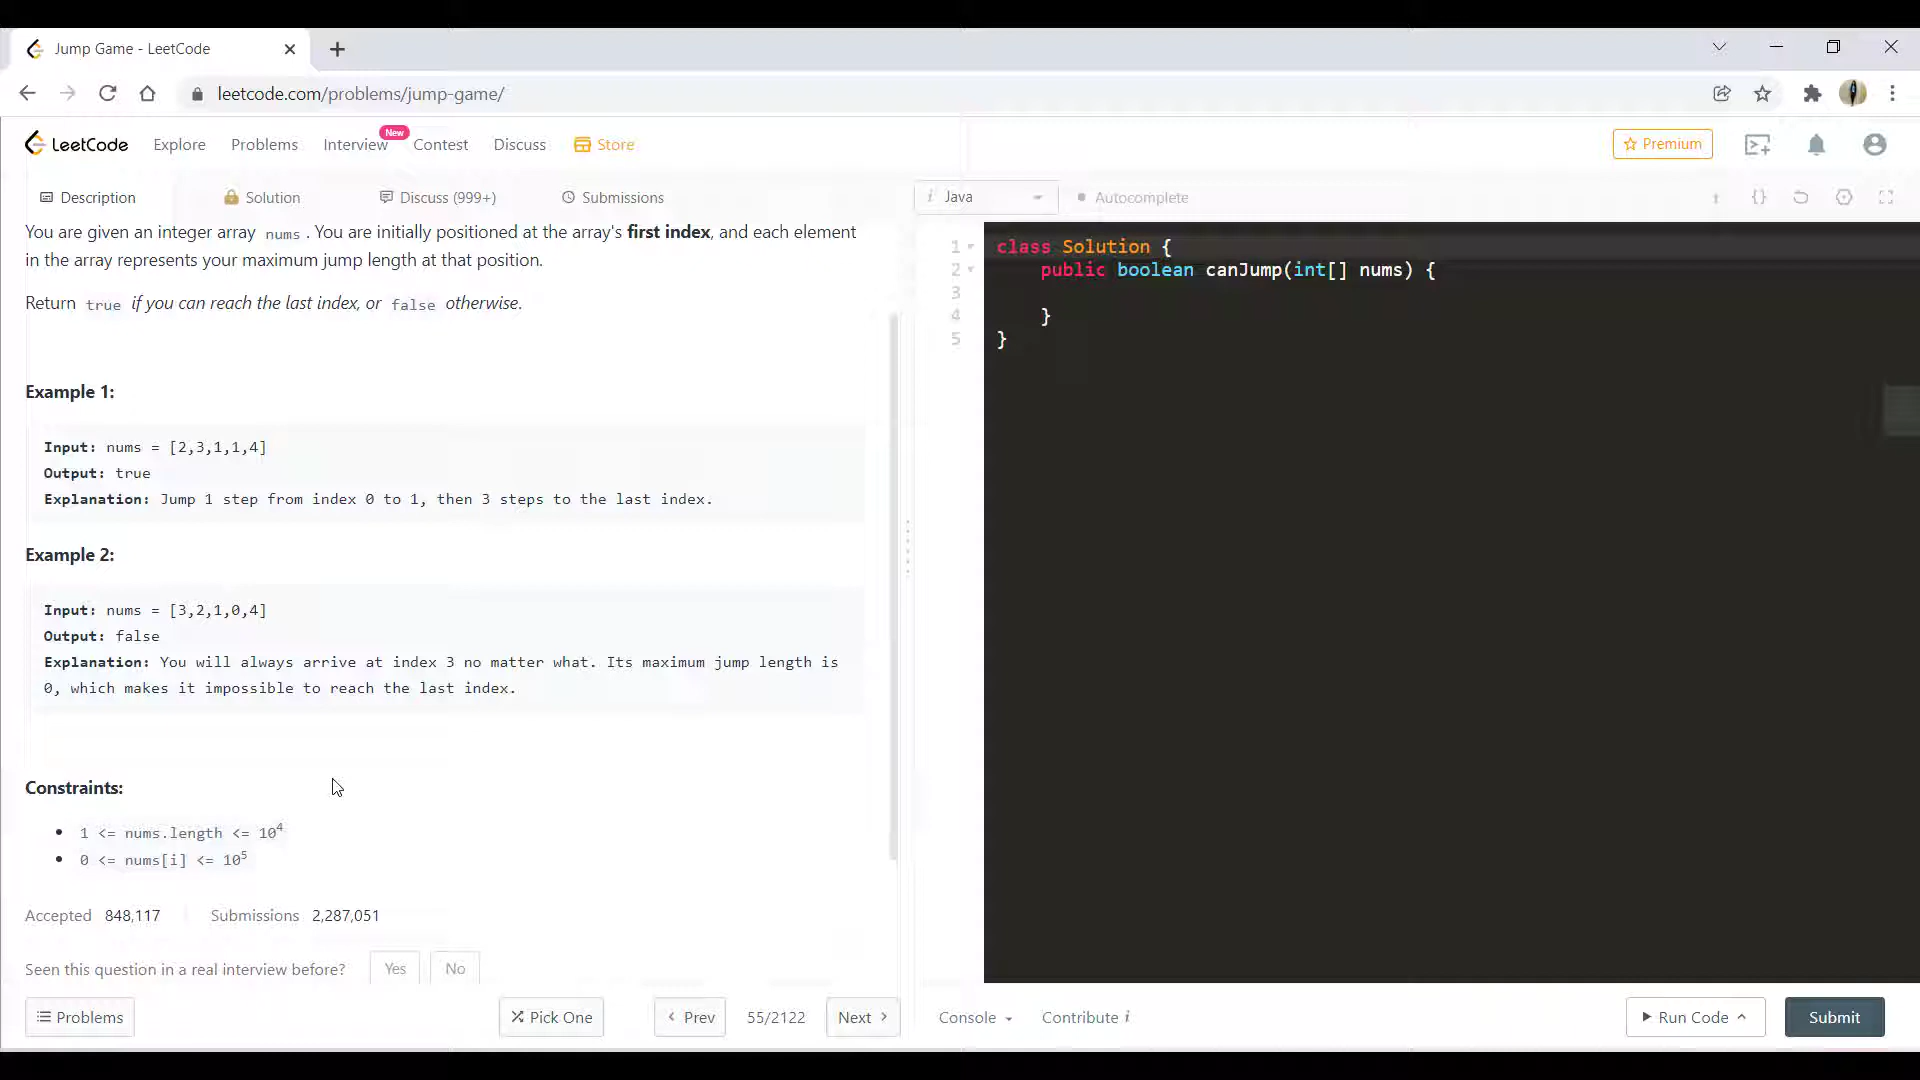 Jump Game - LeetCode
leetcode.com/problems/jump-game/
LeetCode Explore Problems Interview New Contest Discuss Store Premium
Description Solution Discuss (999+) Submissions
You are given an integer array nums . You are initially positioned at the array's first index, and each element
in the array represents your maximum jump length at that position.
Return true if you can reach the last index, or false otherwise.
Example 1:
Input: nums = [2,3,1,1,4]
Output: true
Explanation: Jump 1 step from index 0 to 1, then 3 steps to the last index.
Example 2:
Input: nums = [3,2,1,0,4]
Output: false
Explanation: You will always arrive at index 3 no matter what. Its maximum jump length is
0, which makes it impossible to reach the last index.
Constraints:
1 <= nums.length <= 10^4
0 <= nums[i] <= 10^5
Accepted 848,117 Submissions 2,287,051
Seen this question in a real interview before? Yes No
Problems Pick One Prev 55/2122 Next
i Java Autocomplete
1 class Solution {
2 public boolean canJump(int[] nums) {
3
4 }
5 }
Console Contribute i Run Code Submit